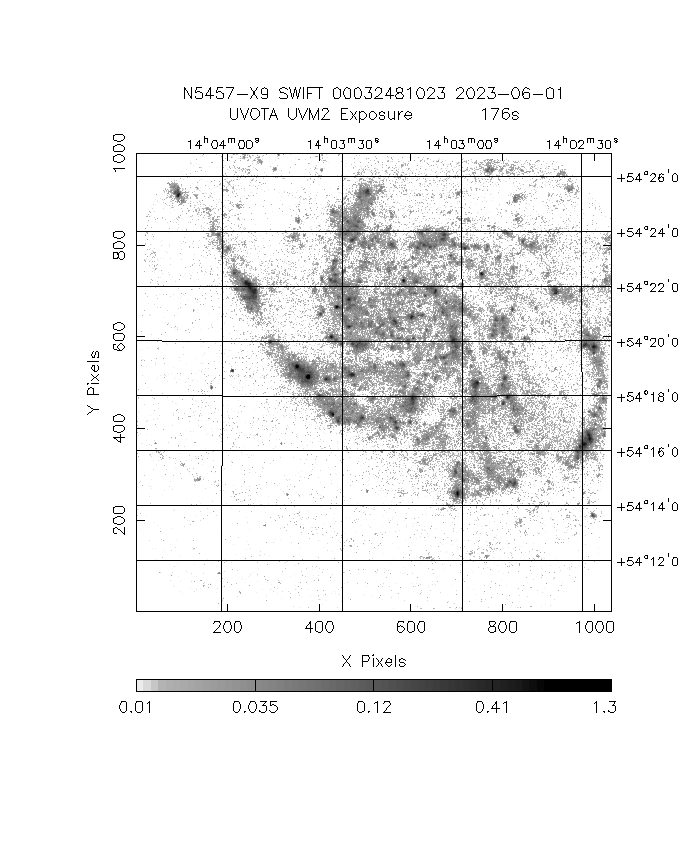 N5457-X9 SWIFT 00032481023 2023-06-01
UVOTA UVM2 Exposure 176s
14ʰ04ᵐ00ˢ 14ʰ03ᵐ30ˢ 14ʰ03ᵐ00ˢ 14ʰ02ᵐ30ˢ
1000
+54°26'0
+54°24'0
800
+54°22'0
600
+54°20'0
Y Pixels
+54°18'0
400
+54°16'0
+54°14'0
200
+54°12'0
200 400 600 800 1000
X Pixels
0.01 0.035 0.12 0.41 1.3